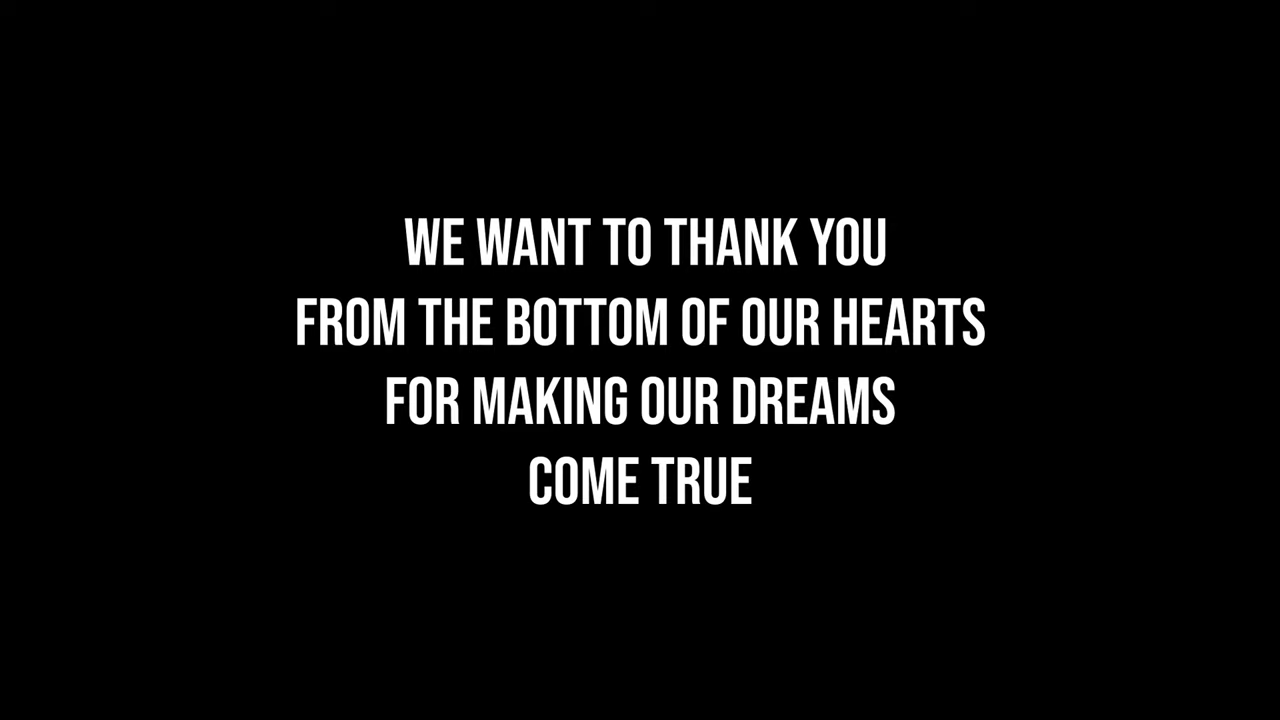 WE WANT TO THANK YOU
FROM THE BOTTOM OF OUR HEARTS
FOR MAKING OUR DREAMS
COME TRUE